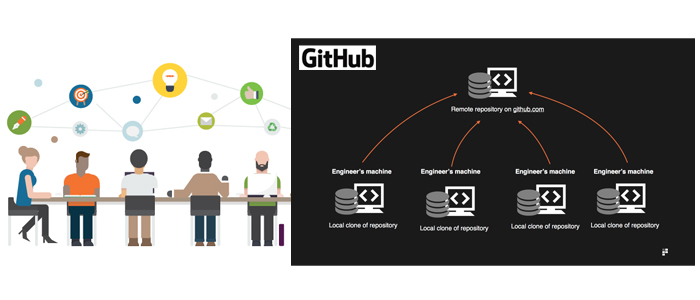 GitHub
Remote repository on github.com
Engineer's machine
Engineer's machine
Engineer's machine
Engineer's machine
Local clone of repository
Local clone of repository
Local clone of repository
Local clone of repository